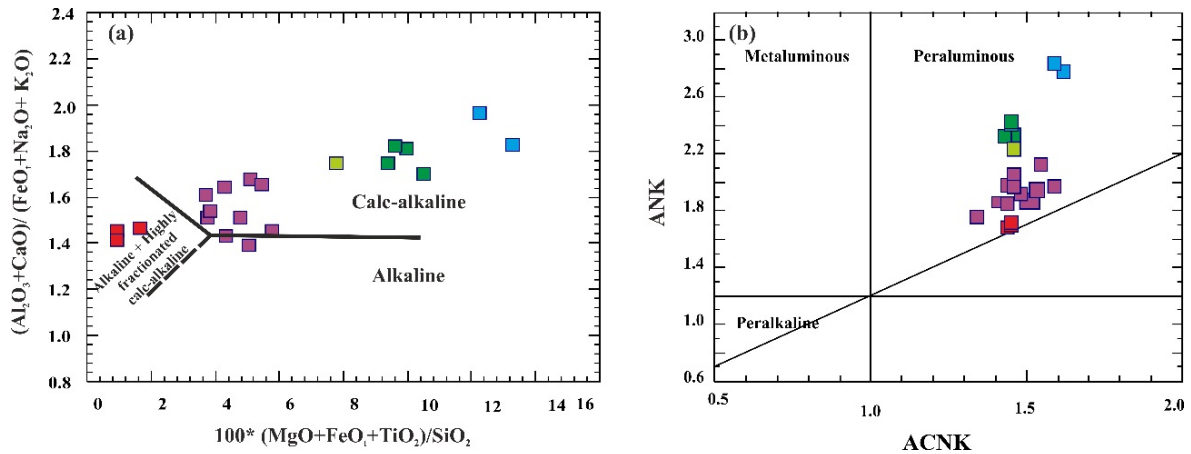 (a)
2.4
2.2
2.0
1.8
1.6
1.4
1.2
1.0
0.8
(Al₂O₃+CaO)/ (FeOₜ+Na₂O+ K₂O)
Calc-alkaline
Alkaline + Highly
fractionated
calc-alkaline
Alkaline
0 2 4 6 8 10 12 14 16
100* (MgO+FeOₜ+TiO₂)/SiO₂
(b)
Metaluminous
Peraluminous
3.0
2.6
2.2
1.8
1.4
1.0
0.6
ANK
Peralkaline
0.5 1.0 1.5 2.0
ACNK